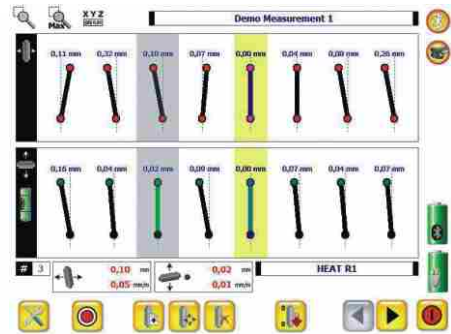 Max
X Y Z
Demo Measurement 1
0,11 mm 0,32 mm 0,10 mm 0,07 mm 0,00 mm 0,04 mm 0,00 mm 0,26 mm
0,16 mm 0,04 mm 0,02 mm 0,00 mm 0,00 mm 0,07 mm 0,04 mm 0,07 mm
# 3
0,10 mm
0,05 mm/m
0,02 mm
0,01 mm/m
HEAT R1